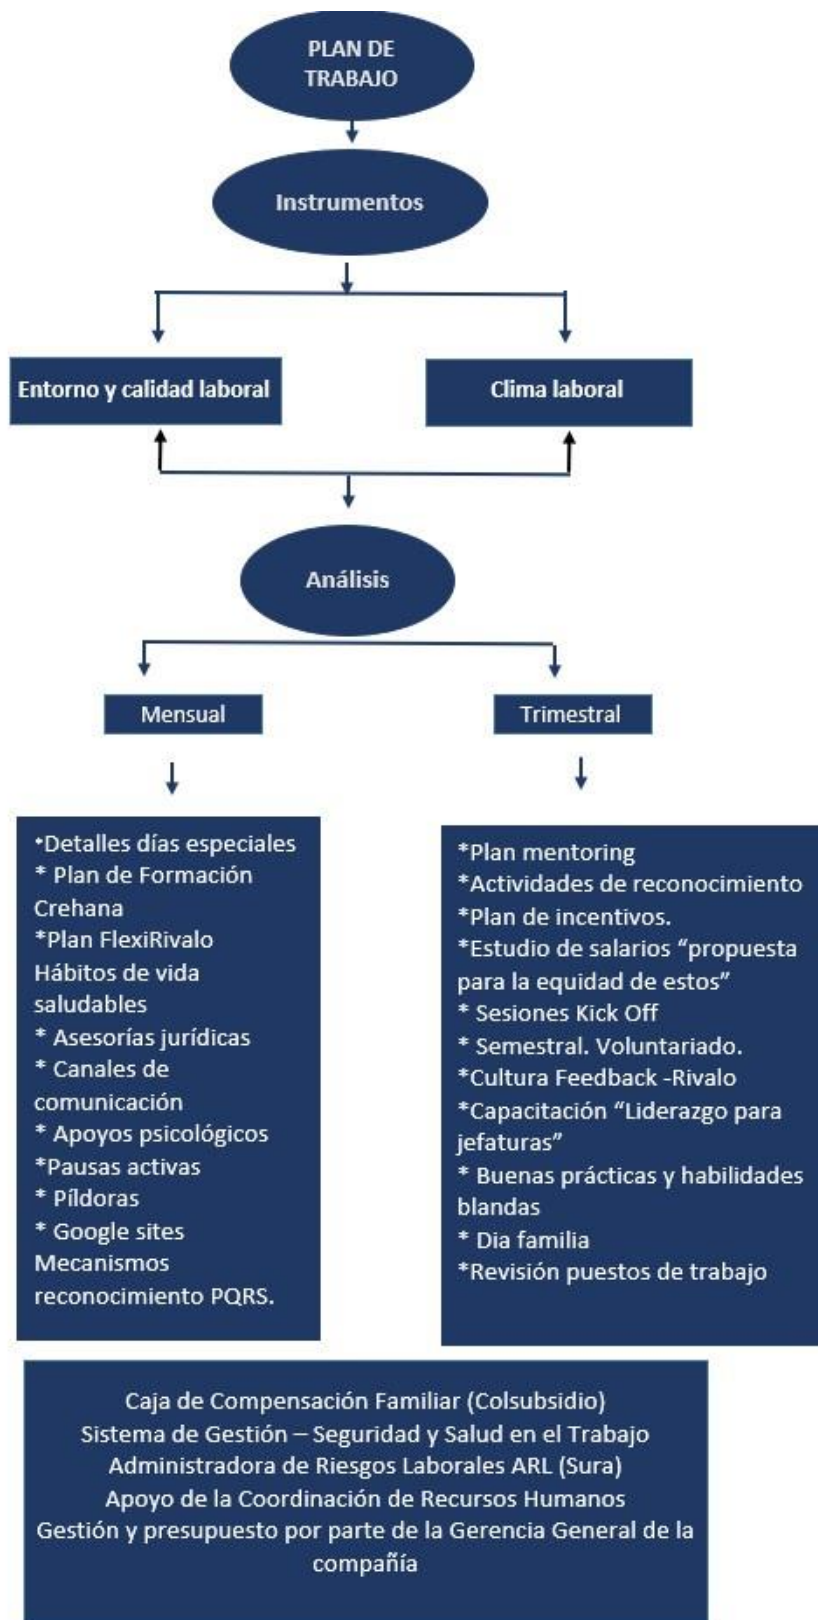 PLAN DE
TRABAJO
Instrumentos
Entorno y calidad laboral
Clima laboral
Análisis
Mensual
Trimestral
*Detalles días especiales
* Plan de Formación
Crehana
*Plan FlexiRivalo
Hábitos de vida
saludables
* Asesorías jurídicas
* Canales de
comunicación
* Apoyos psicológicos
*Pausas activas
* Píldoras
* Google sites
Mecanismos
reconocimiento PQRS.
*Plan mentoring
*Actividades de reconocimiento
*Plan de incentivos.
*Estudio de salarios “propuesta
para la equidad de estos”
* Sesiones Kick Off
* Semestral. Voluntariado.
*Cultura Feedback -Rivalo
*Capacitación “Liderazgo para
jefaturas”
* Buenas prácticas y habilidades
blandas
* Dia familia
*Revisión puestos de trabajo
Caja de Compensación Familiar (Colsubsidio)
Sistema de Gestión – Seguridad y Salud en el Trabajo
Administradora de Riesgos Laborales ARL (Sura)
Apoyo de la Coordinación de Recursos Humanos
Gestión y presupuesto por parte de la Gerencia General de la
compañía